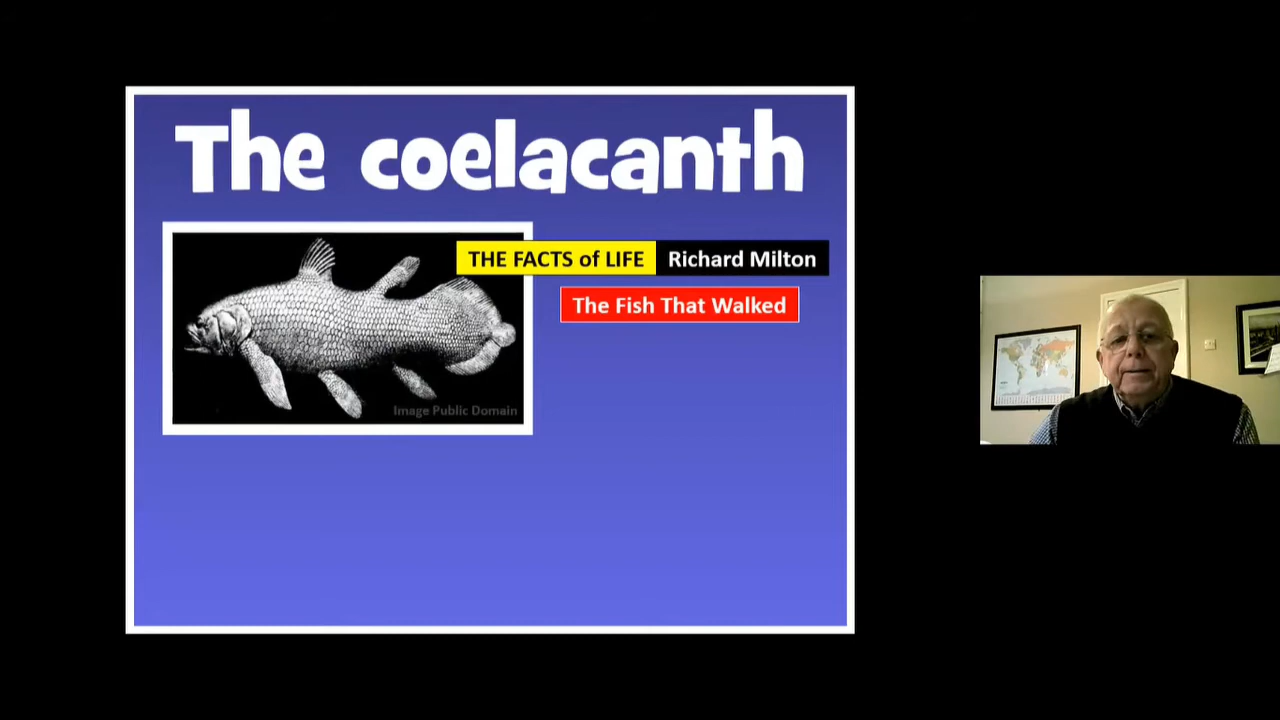 The coelacanth
THE FACTS of LIFE Richard Milton
The Fish That Walked
Image Public Domain